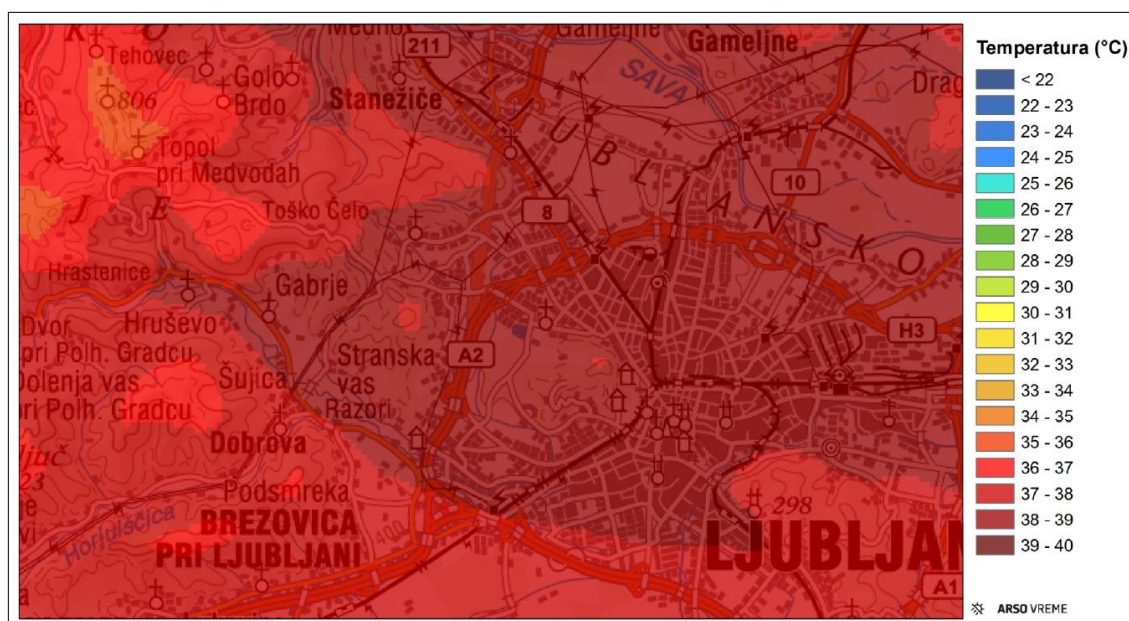 K O
Tehovec
806
Golo
Brdo
Topol
pri Medvodah
J E
Toško Čelo
Hrastenice
Gabrje
Hruševo
Dvor
pri Polh. Gradcu
Dolenja vas
pri Polh. Gradcu
Šujica
Stranska
vas
Razori
Dobrova
Ključ
23
Podsmreka
Horjulščica
BREZOVICA
PRI LJUBLJANI
400
Medno
211
Stanežiče
Gameljne
Gameljne
SAVA
Drag
LJUBLJANSKO
8
10
A2
H3
298
LJUBLJAN
A1
Temperatura (°C)
< 22
22 - 23
23 - 24
24 - 25
25 - 26
26 - 27
27 - 28
28 - 29
29 - 30
30 - 31
31 - 32
32 - 33
33 - 34
34 - 35
35 - 36
36 - 37
37 - 38
38 - 39
39 - 40
ARSO VREME